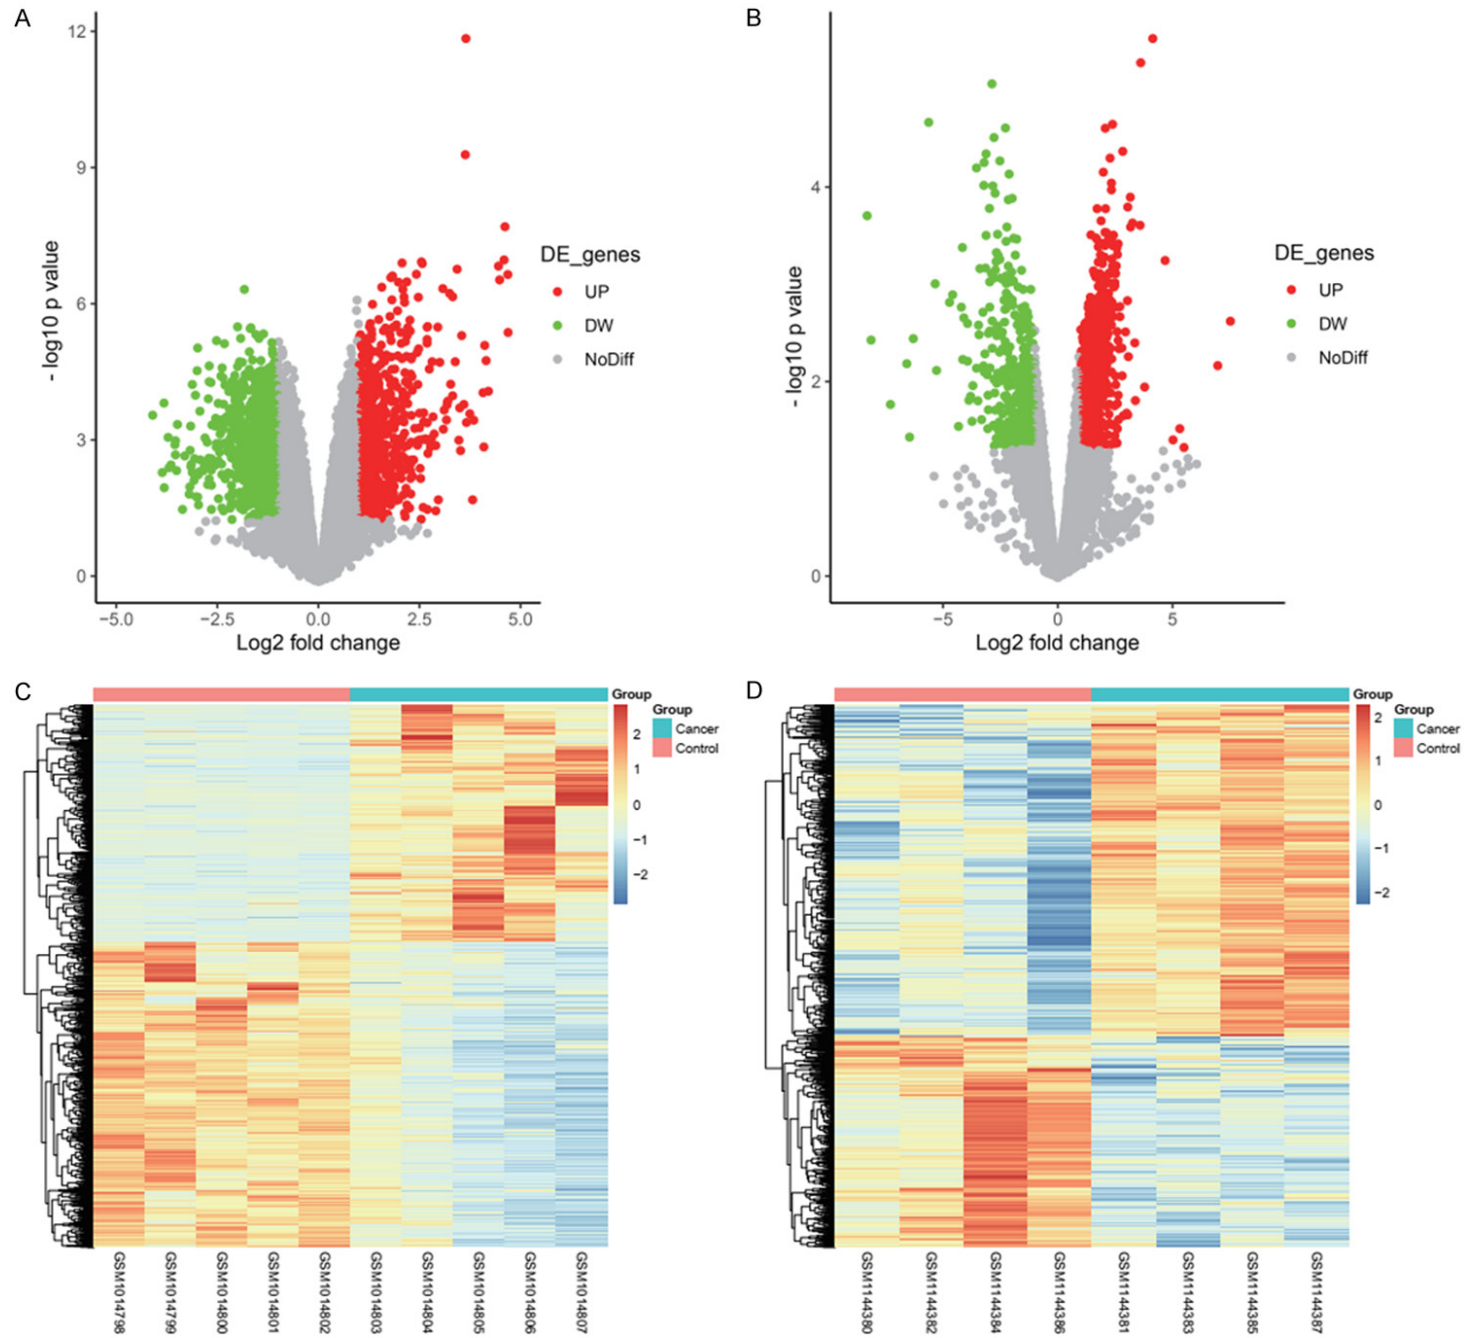 A
12
9
6
3
0
- log10 p value
−5.0 −2.5 0.0 2.5 5.0
Log2 fold change
DE_genes
UP
DW
NoDiff
B
4
2
0
- log10 p value
−5 0 5
Log2 fold change
DE_genes
UP
DW
NoDiff
C
Group
2
1
0
−1
−2
Group
Cancer
Control
GSM1014798
GSM1014799
GSM1014800
GSM1014801
GSM1014802
GSM1014803
GSM1014804
GSM1014805
GSM1014806
GSM1014807
D
Group
2
1
0
−1
−2
Group
Cancer
Control
GSM1144380
GSM1144382
GSM1144384
GSM1144386
GSM1144381
GSM1144383
GSM1144385
GSM1144387